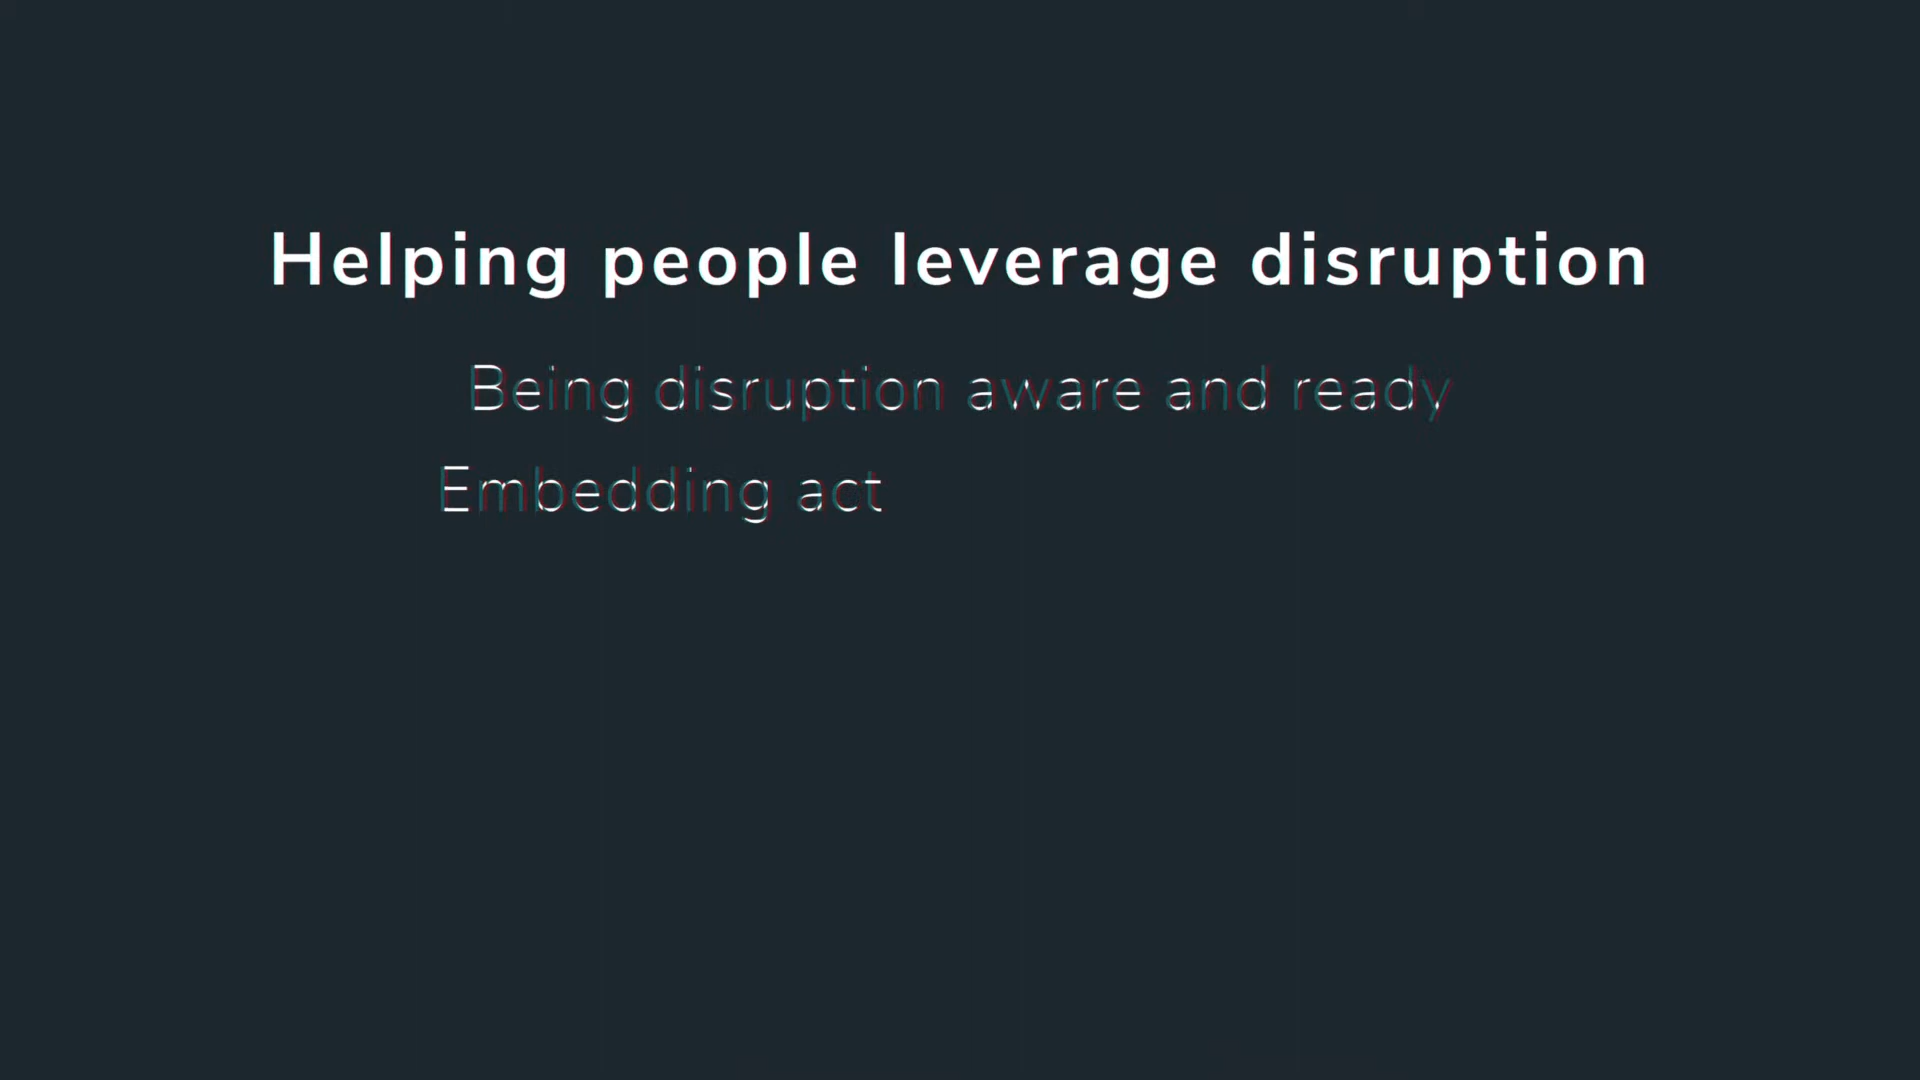 Helping people leverage disruption
Being disruption aware and ready
Embedding act